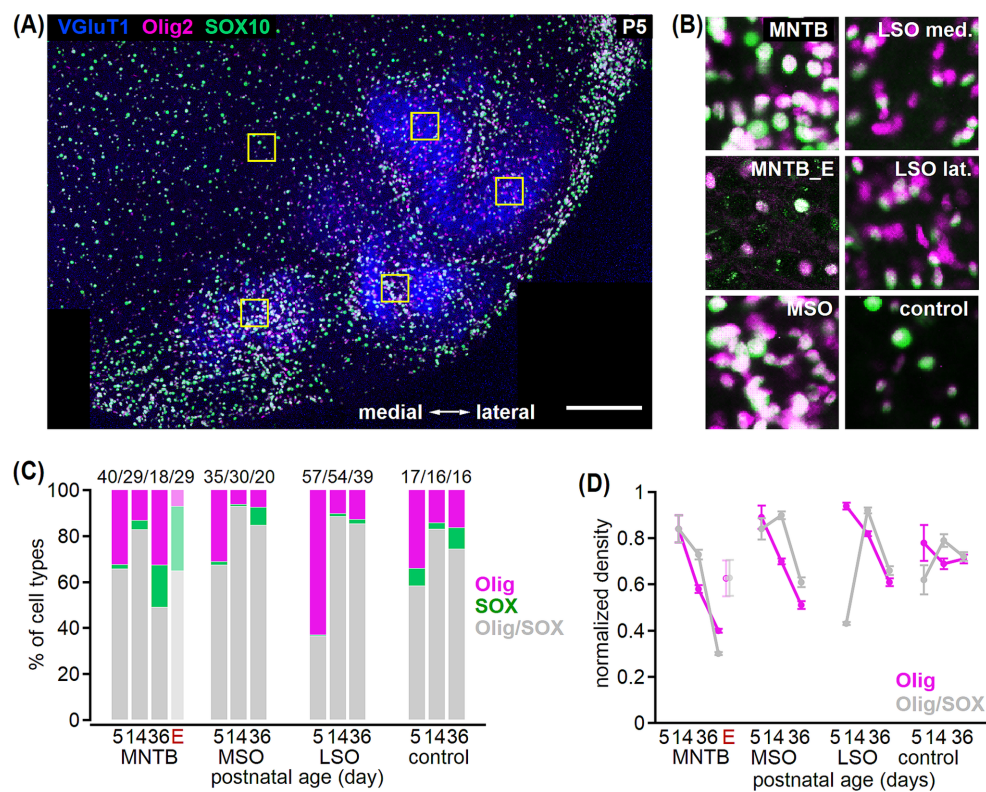 (A) VGluT1 Olig2 SOX10 P5
medial ↔ lateral
(B) MNTB LSO med.
MNTB_E LSO lat.
MSO control
(C) 40/29/18/29 35/30/20 57/54/39 17/16/16
100
80
60
40
20
0
% of cell types
Olig
SOX
Olig/SOX
5 14 36 E 5 14 36 5 14 36 5 14 36
MNTB MSO LSO control
postnatal age (day)
(D)
1
0.8
0.6
0.4
0.2
0
normalized density
Olig
Olig/SOX
5 14 36 E 5 14 36 5 14 36 5 14 36
MNTB MSO LSO control
postnatal age (days)